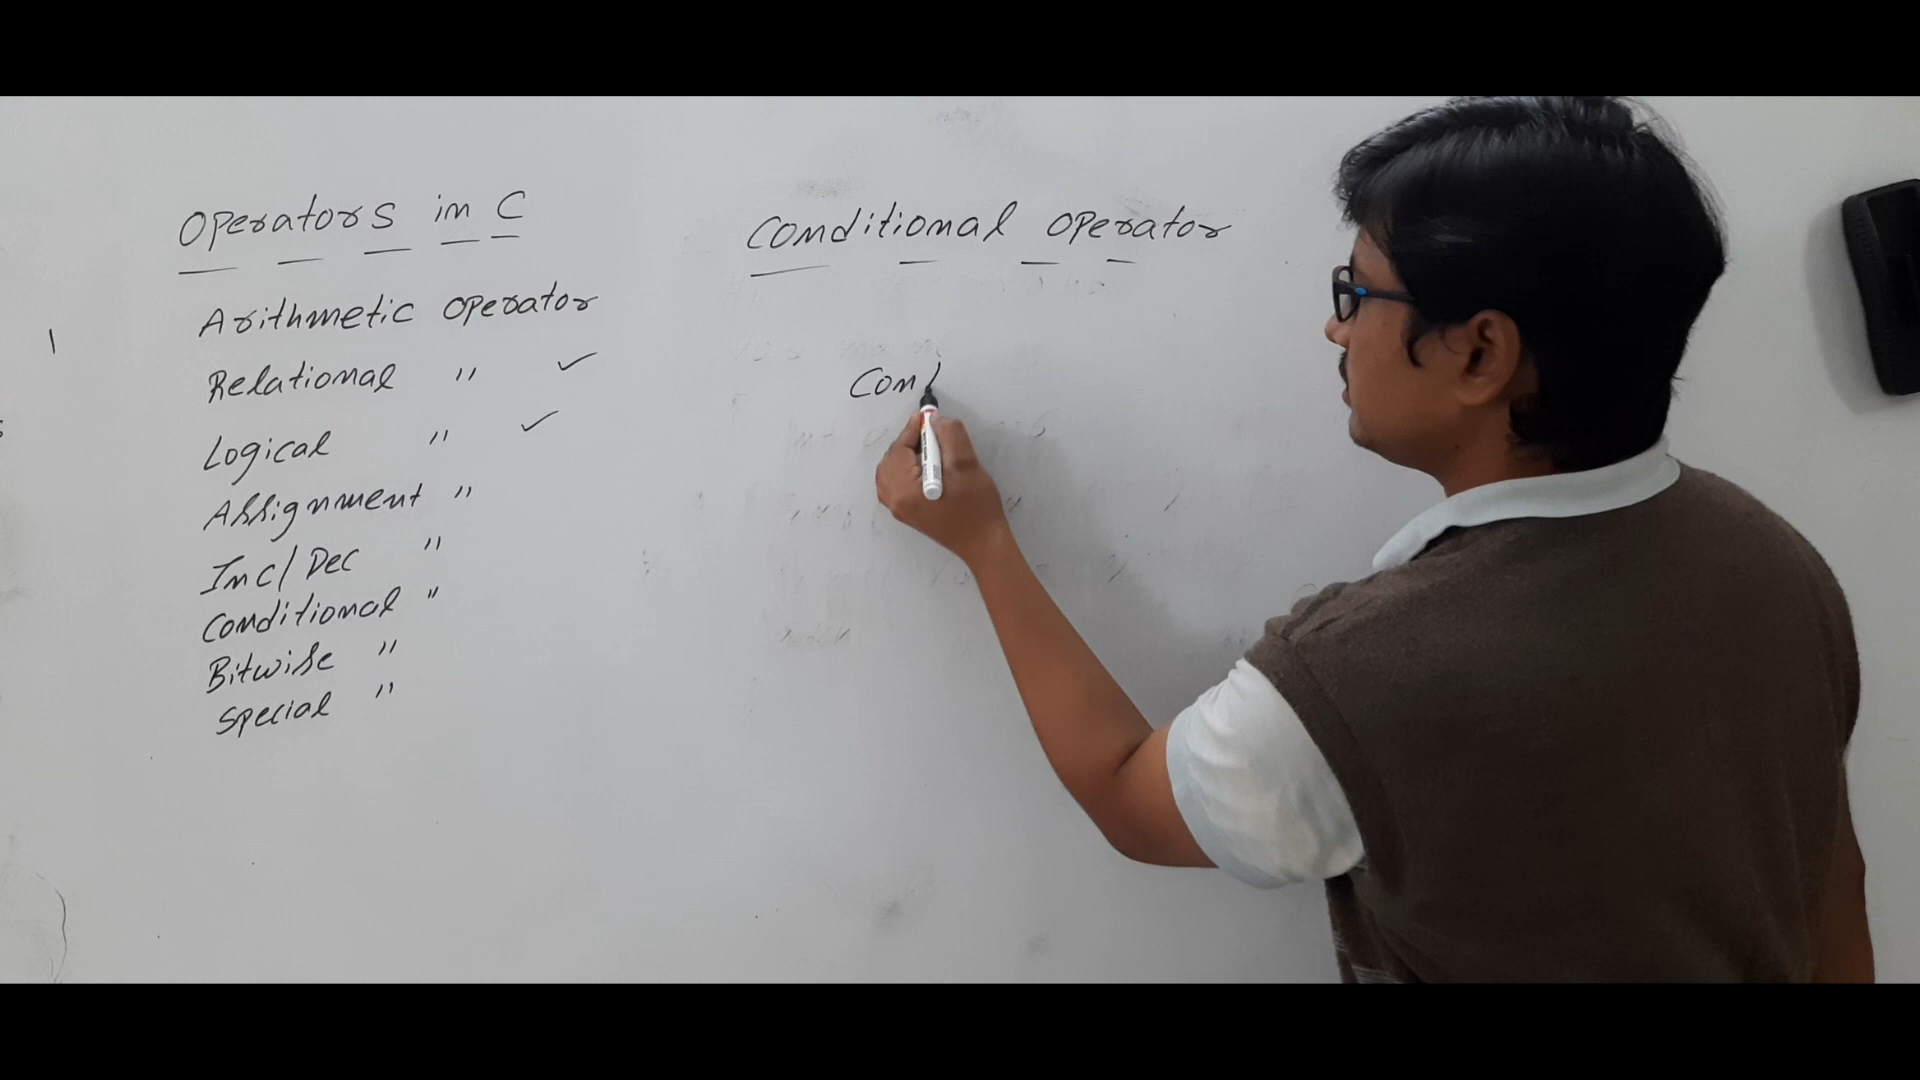 Operators in C
Arithmetic Operator
Relational " ✓
Logical " ✓
Assignment "
Inc/Dec "
Conditional "
Bitwise "
Special "
Conditional Operator
Con